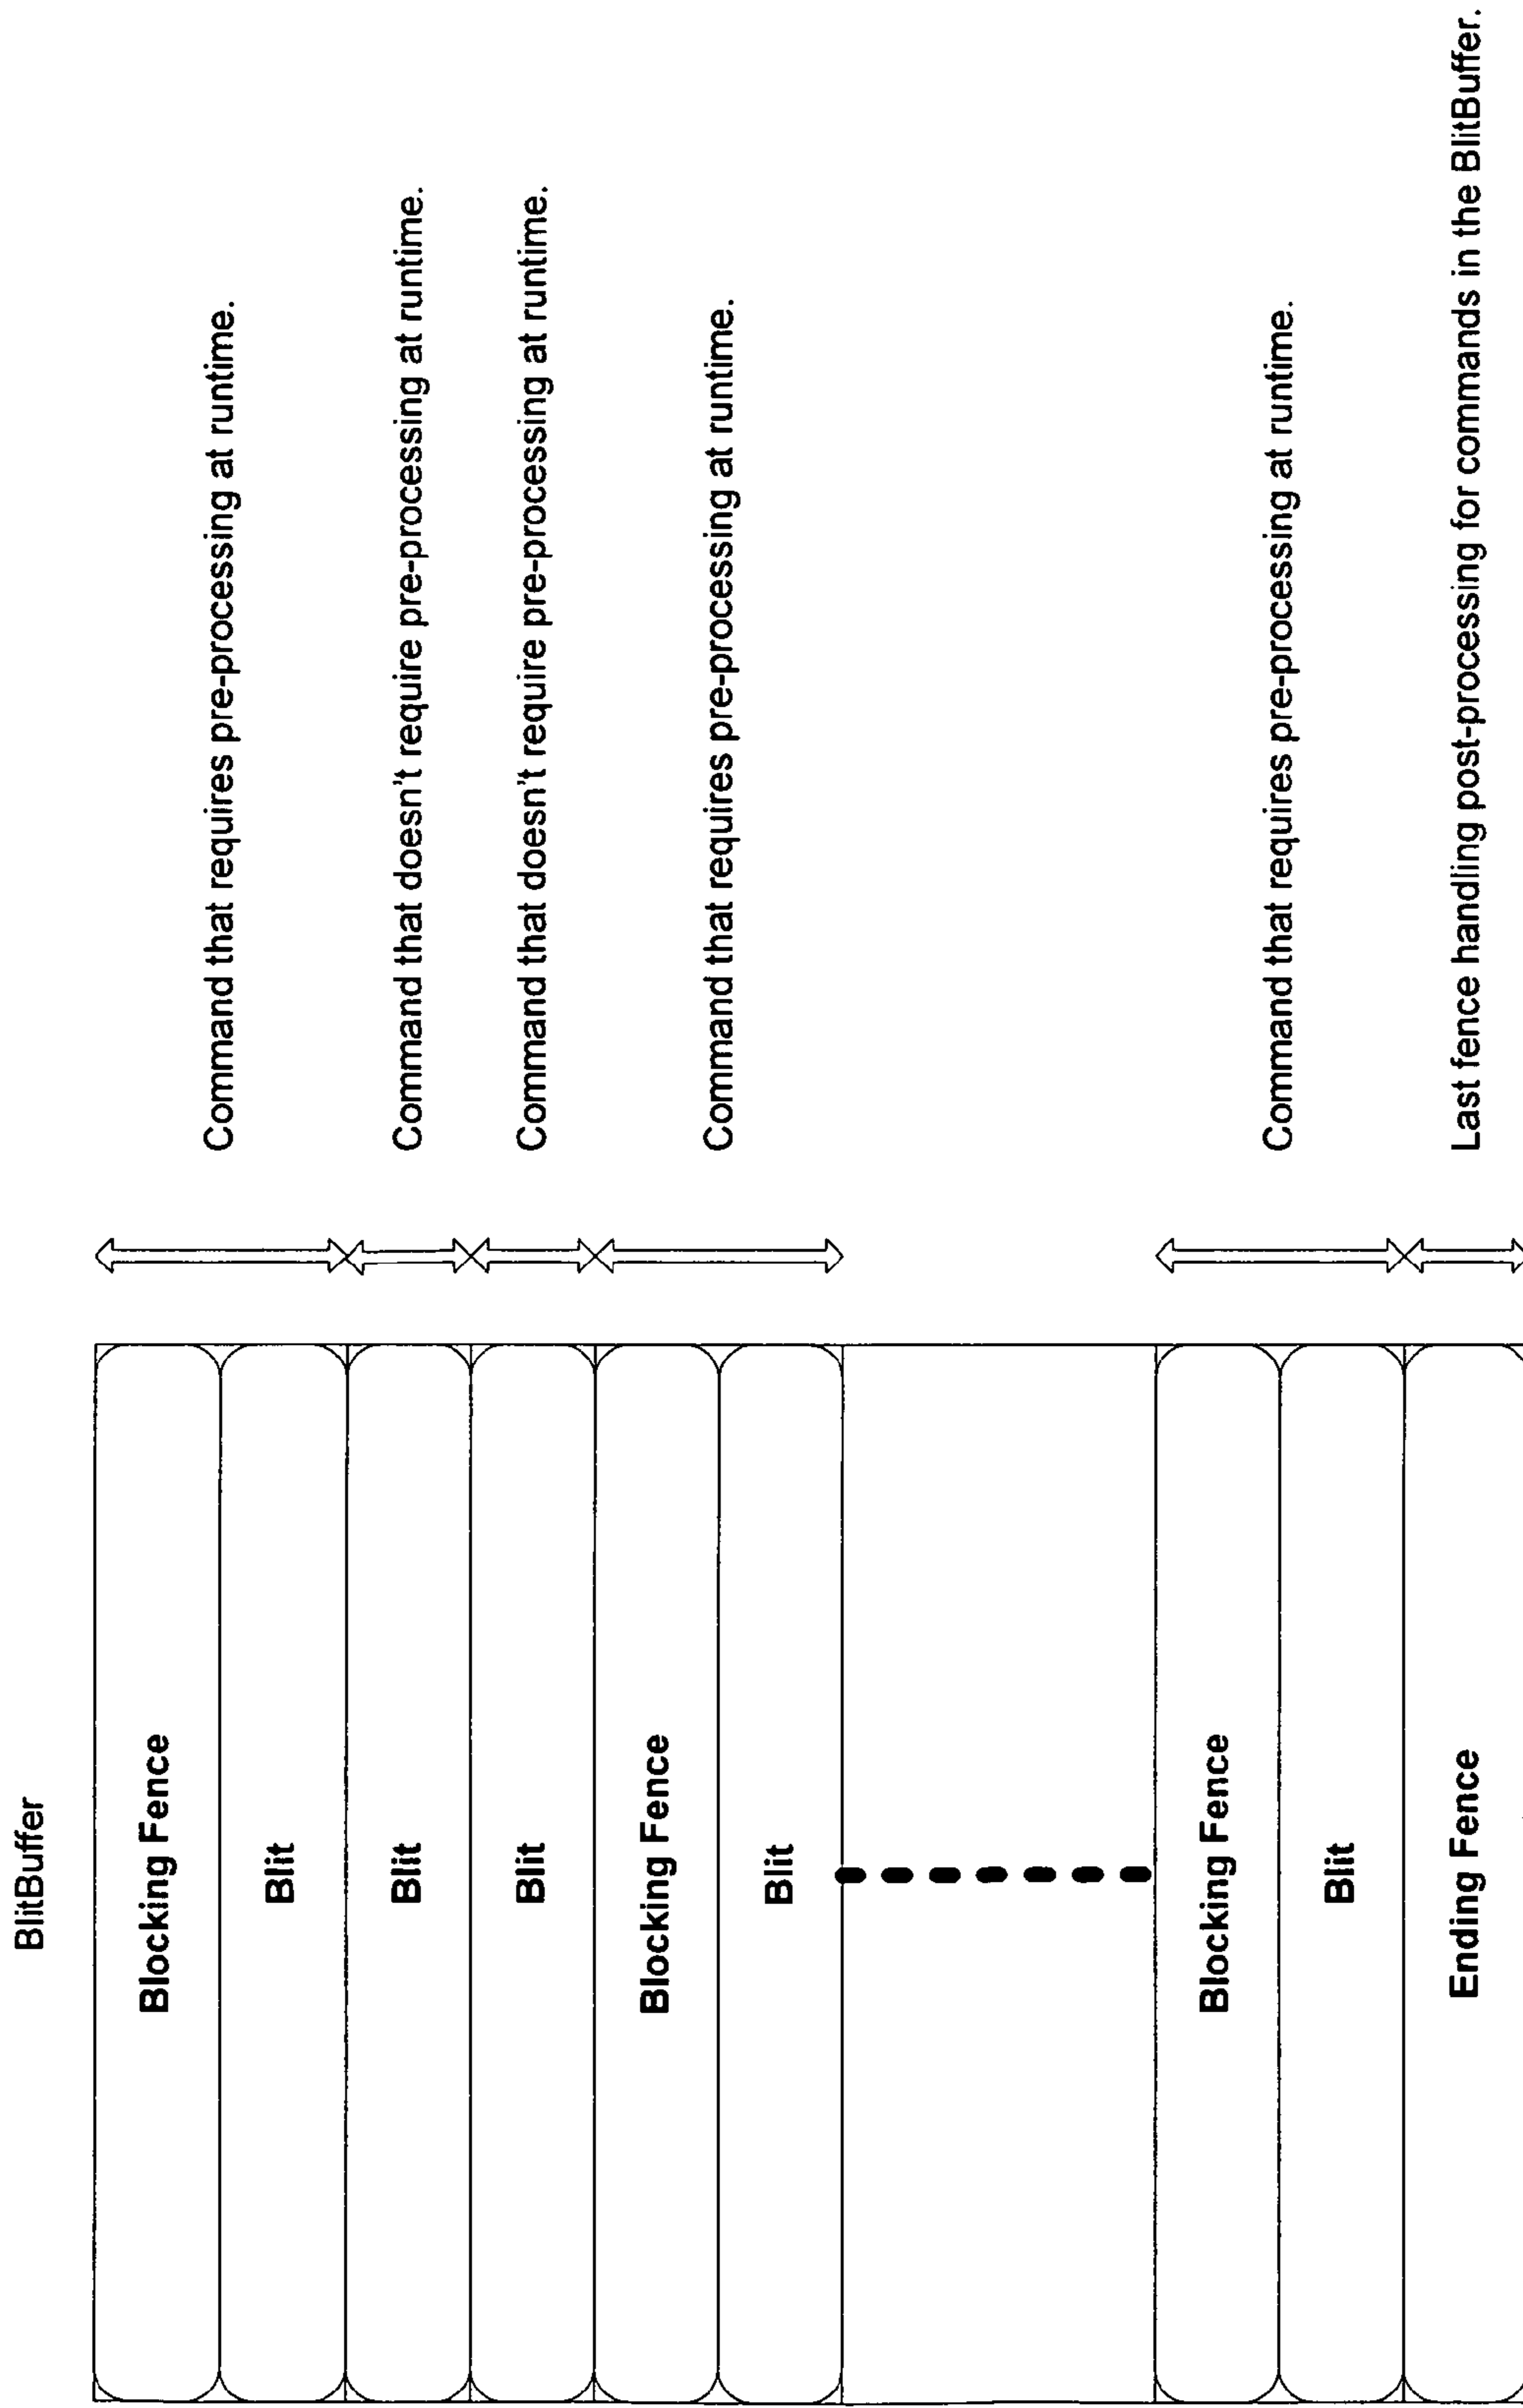 BlitBuffer
Blocking Fence
Blit
Command that requires pre-processing at runtime.
Blit
Command that doesn't require pre-processing at runtime.
Blit
Command that doesn't require pre-processing at runtime.
Blocking Fence
Blit
Command that requires pre-processing at runtime.
Blocking Fence
Blit
Command that requires pre-processing at runtime.
Ending Fence
Last fence handling post-processing for commands in the BlitBuffer.